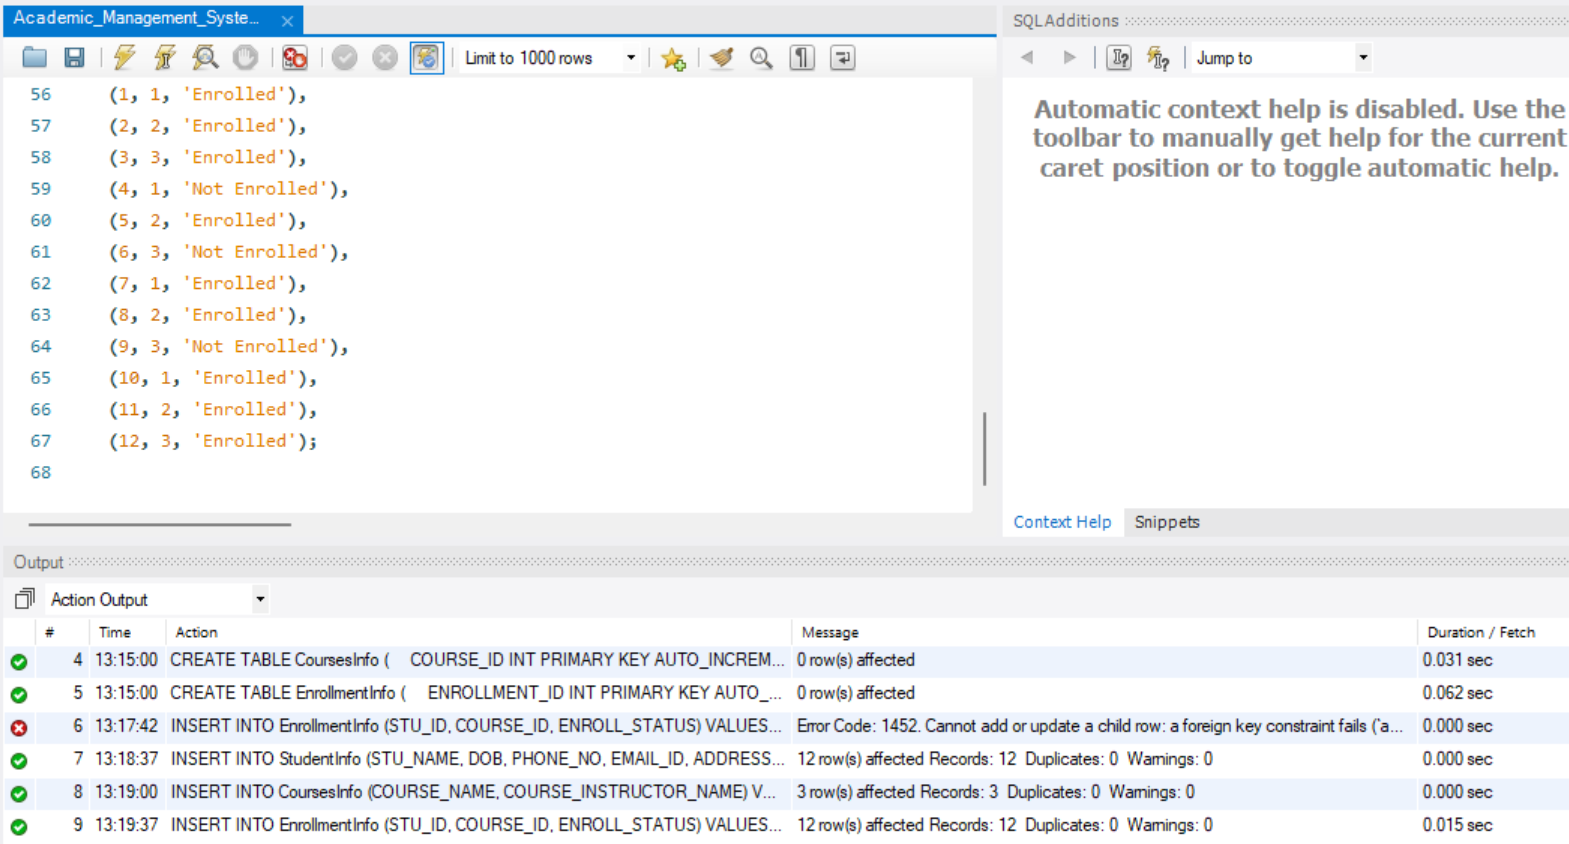 Academic_Management_Syste...
Limit to 1000 rows
56 (1, 1, 'Enrolled'),
57 (2, 2, 'Enrolled'),
58 (3, 3, 'Enrolled'),
59 (4, 1, 'Not Enrolled'),
60 (5, 2, 'Enrolled'),
61 (6, 3, 'Not Enrolled'),
62 (7, 1, 'Enrolled'),
63 (8, 2, 'Enrolled'),
64 (9, 3, 'Not Enrolled'),
65 (10, 1, 'Enrolled'),
66 (11, 2, 'Enrolled'),
67 (12, 3, 'Enrolled');
68
SQLAdditions
Jump to
Automatic context help is disabled. Use the
toolbar to manually get help for the current
caret position or to toggle automatic help.
Context Help Snippets
Output
Action Output
# Time Action Message Duration / Fetch
4 13:15:00 CREATE TABLE CoursesInfo ( COURSE_ID INT PRIMARY KEY AUTO_INCREM... 0 row(s) affected 0.031 sec
5 13:15:00 CREATE TABLE EnrollmentInfo ( ENROLLMENT_ID INT PRIMARY KEY AUTO_... 0 row(s) affected 0.062 sec
6 13:17:42 INSERT INTO EnrollmentInfo (STU_ID, COURSE_ID, ENROLL_STATUS) VALUES... Error Code: 1452. Cannot add or update a child row: a foreign key constraint fails (`a... 0.000 sec
7 13:18:37 INSERT INTO StudentInfo (STU_NAME, DOB, PHONE_NO, EMAIL_ID, ADDRESS... 12 row(s) affected Records: 12 Duplicates: 0 Warnings: 0 0.000 sec
8 13:19:00 INSERT INTO CoursesInfo (COURSE_NAME, COURSE_INSTRUCTOR_NAME) V... 3 row(s) affected Records: 3 Duplicates: 0 Warnings: 0 0.000 sec
9 13:19:37 INSERT INTO EnrollmentInfo (STU_ID, COURSE_ID, ENROLL_STATUS) VALUES... 12 row(s) affected Records: 12 Duplicates: 0 Warnings: 0 0.015 sec